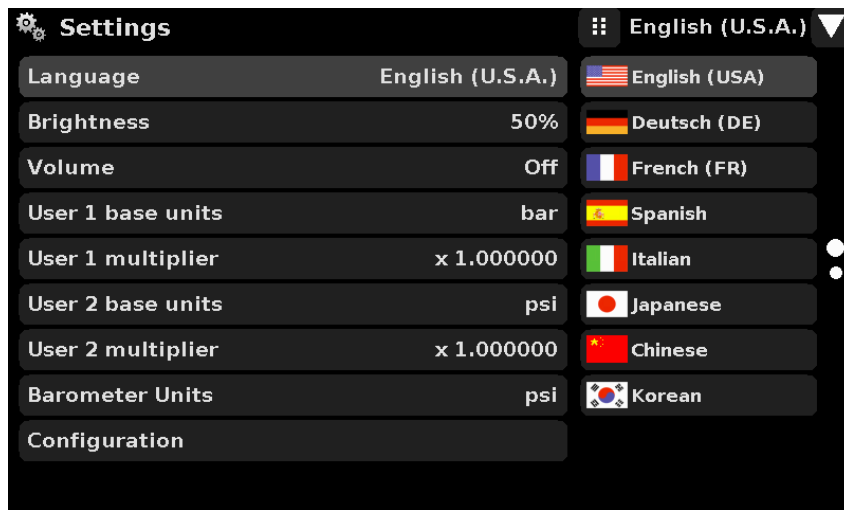 Settings
English (U.S.A.)
Language English (U.S.A.)
Brightness 50%
Volume Off
User 1 base units bar
User 1 multiplier x 1.000000
User 2 base units psi
User 2 multiplier x 1.000000
Barometer Units psi
Configuration
English (USA)
Deutsch (DE)
French (FR)
Spanish
Italian
Japanese
Chinese
Korean